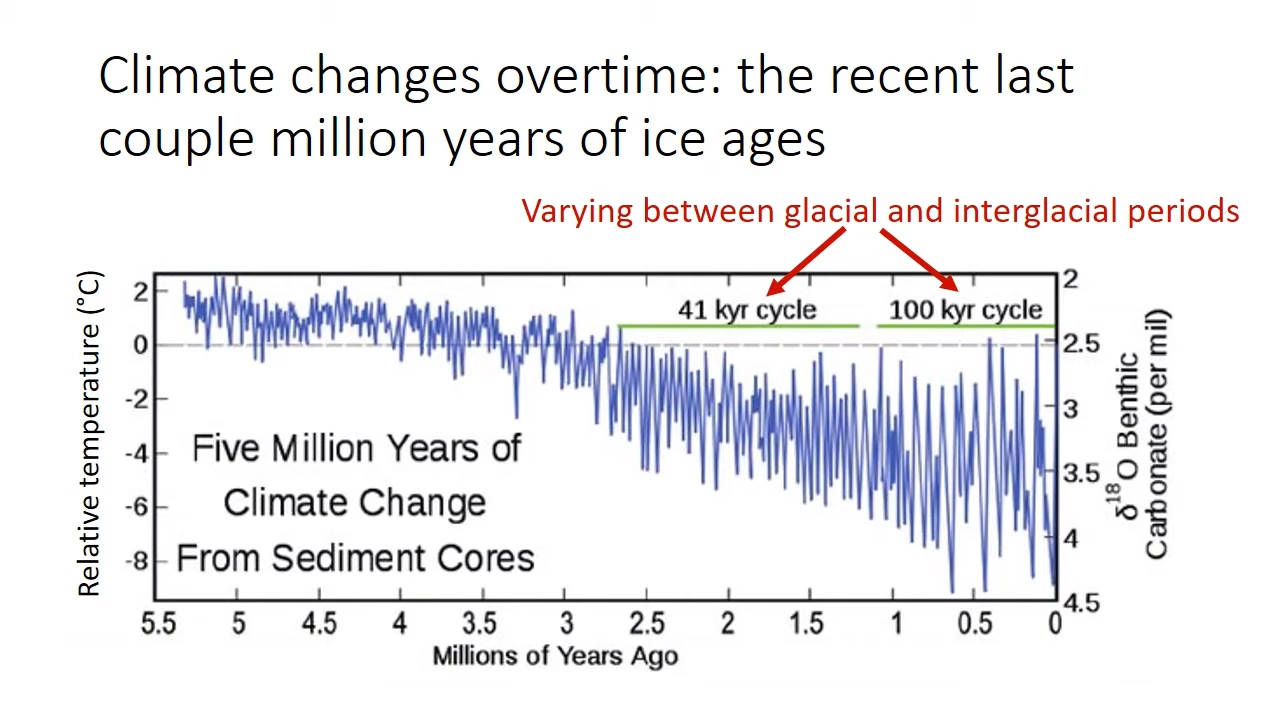 Climate changes overtime: the recent last
couple million years of ice ages
Varying between glacial and interglacial periods
Relative temperature (°C)
2
0
-2
-4
-6
-8
41 kyr cycle
100 kyr cycle
Five Million Years of
Climate Change
From Sediment Cores
2
2.5
3
3.5
4
4.5
δ18O Benthic
Carbonate (per mil)
5.5 5 4.5 4 3.5 3 2.5 2 1.5 1 0.5 0
Millions of Years Ago